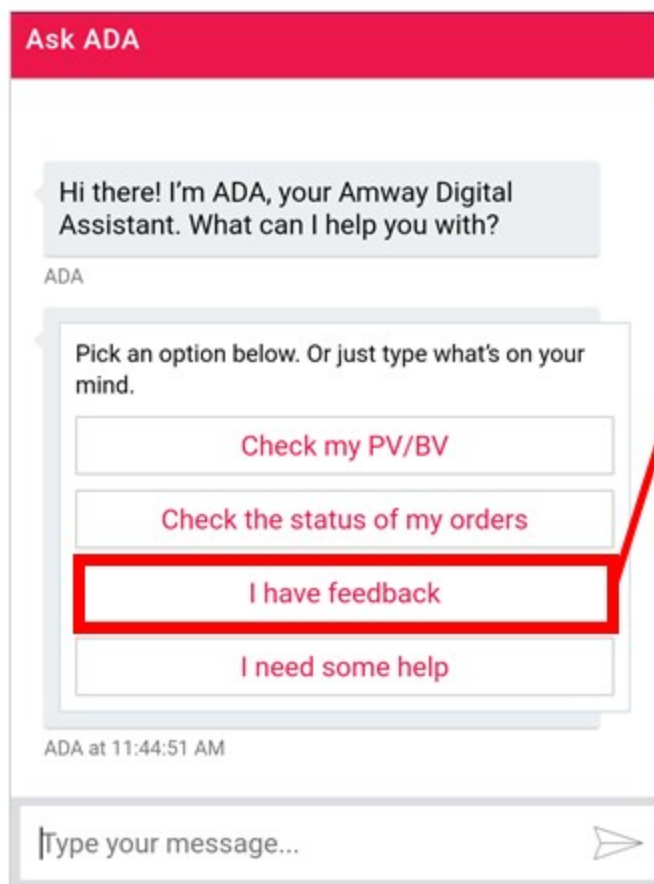 Ask ADA
Hi there! I'm ADA, your Amway Digital
Assistant. What can I help you with?
ADA
Pick an option below. Or just type what's on your
mind.
Check my PV/BV
Check the status of my orders
I have feedback
I need some help
ADA at 11:44:51 AM
Type your message...